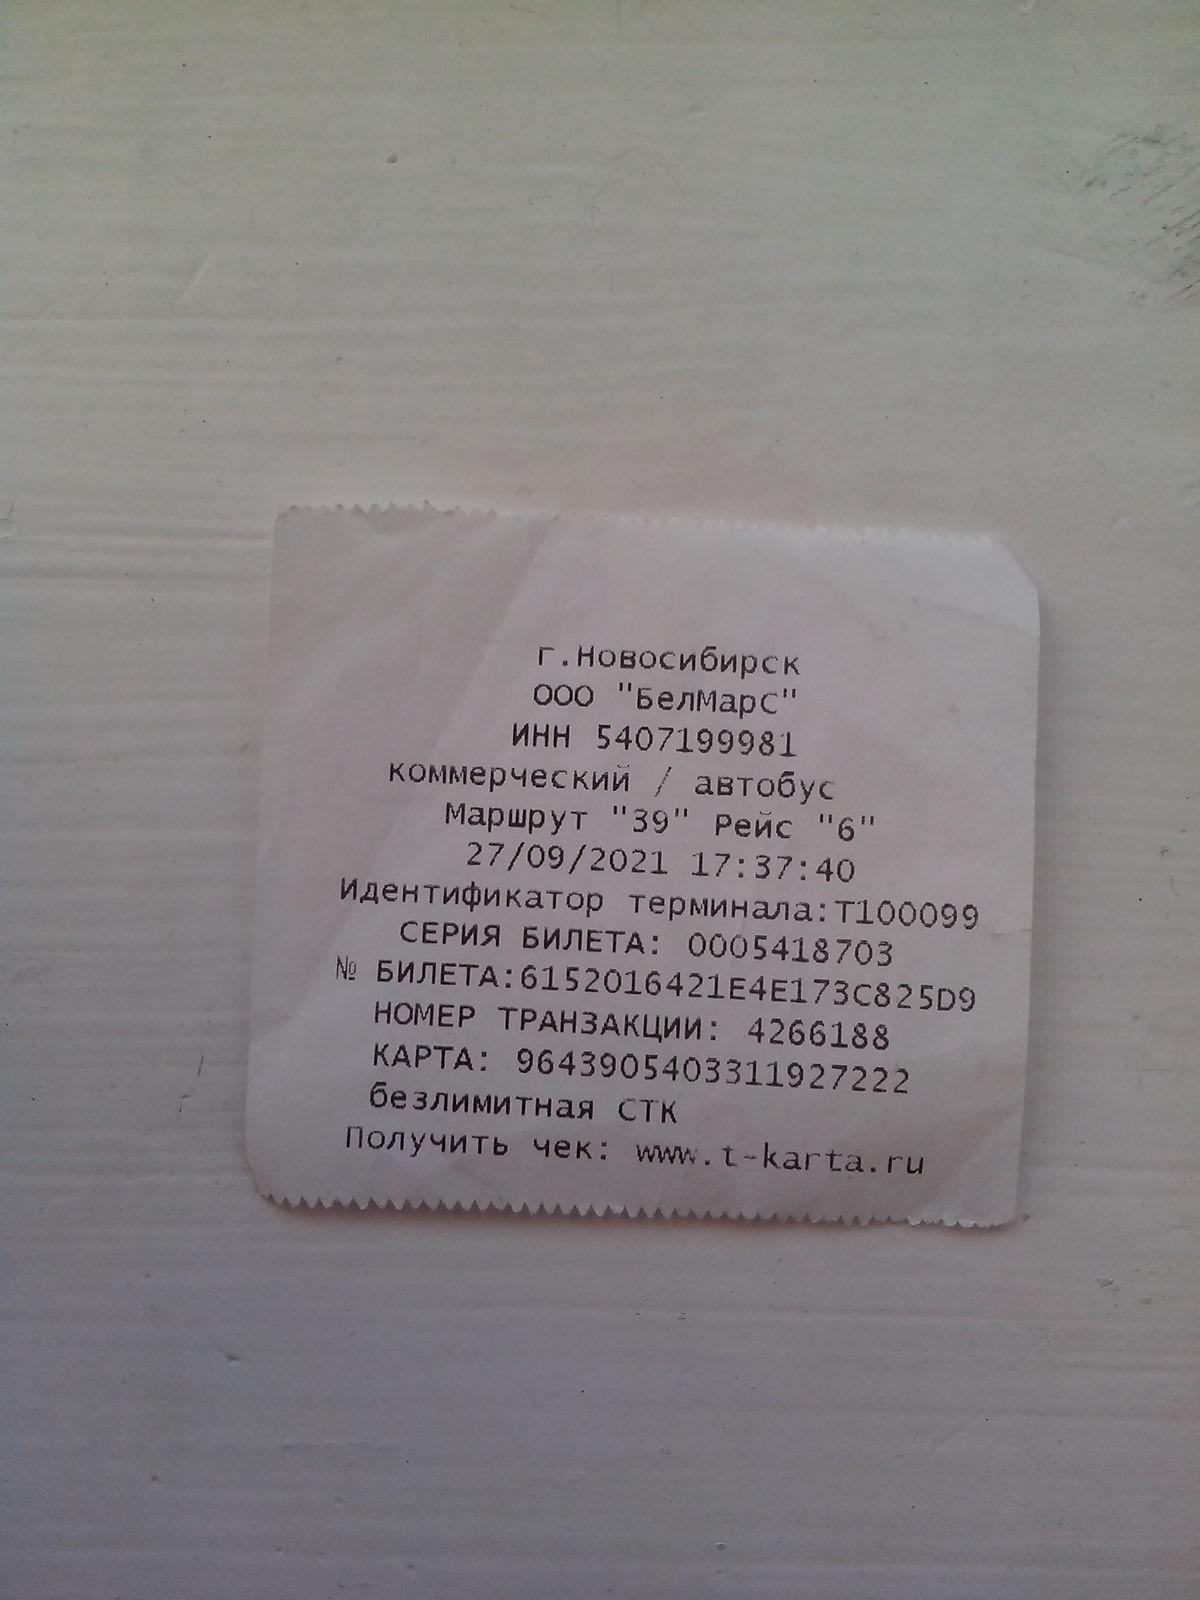 г.Новосибирск
ООО "БелМарС"
ИНН 5407199981
коммерческий / автобус
Маршрут "39" Рейс "6"
27/09/2021 17:37:40
Идентификатор терминала:T100099
СЕРИЯ БИЛЕТА: 0005418703
№ БИЛЕТА:6152016421E4E173C825D9
НОМЕР ТРАНЗАКЦИИ: 4266188
КАРТА: 9643905403311927222
безлимитная СТК
Получить чек: www.t-karta.ru